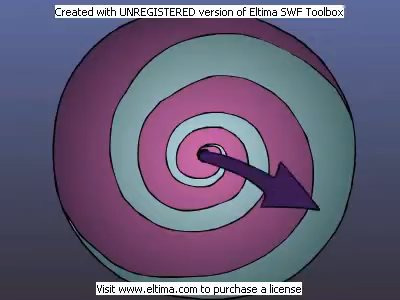 Created with UNREGISTERED version of Eltima SWF Toolbox
Visit www.eltima.com to purchase a license